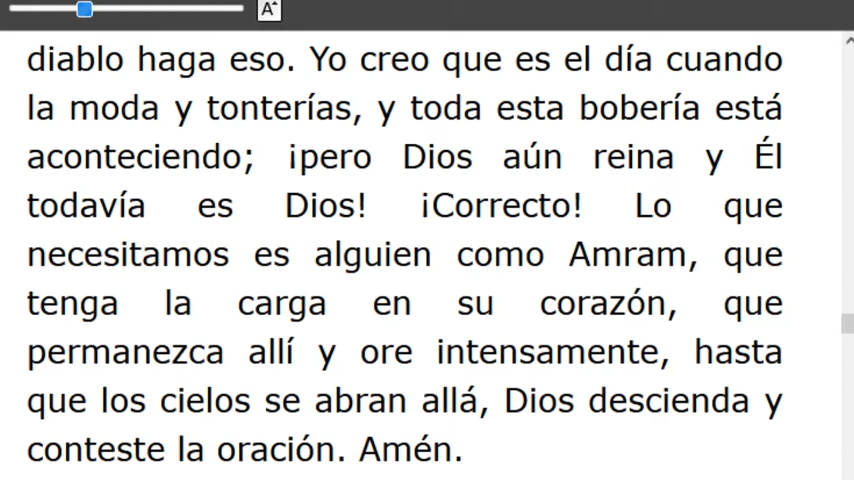 A
diablo haga eso. Yo creo que es el día cuando
la moda y tonterías, y toda esta bobería está
aconteciendo; ¡pero Dios aún reina y Él
todavía es Dios! ¡Correcto! Lo que
necesitamos es alguien como Amram, que
tenga la carga en su corazón, que
permanezca allí y ore intensamente, hasta
que los cielos se abran allá, Dios descienda y
conteste la oración. Amén.